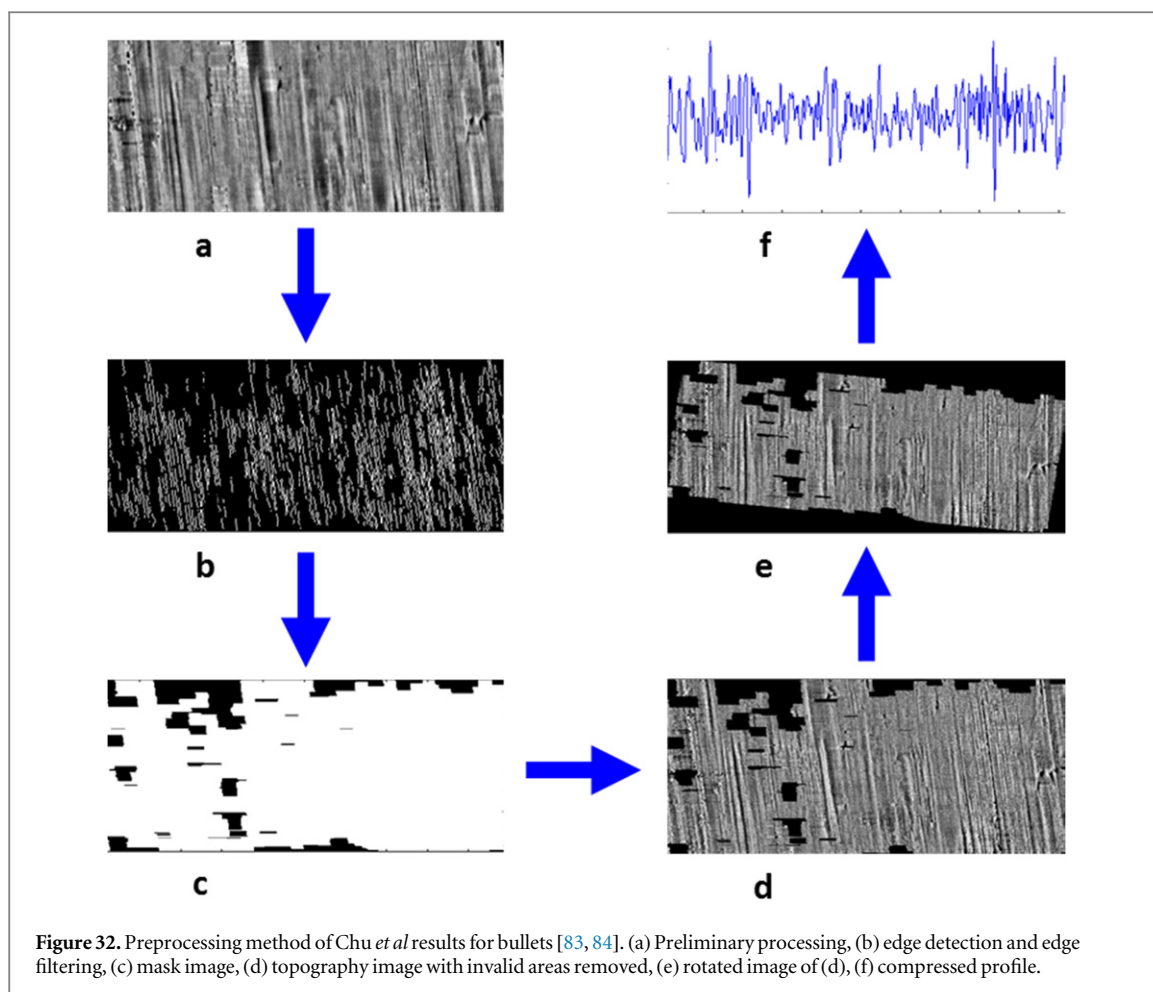 a
f
b
e
c
d
Figure 32. Preprocessing method of Chu et al results for bullets [83, 84]. (a) Preliminary processing, (b) edge detection and edge
filtering, (c) mask image, (d) topography image with invalid areas removed, (e) rotated image of (d), (f) compressed profile.